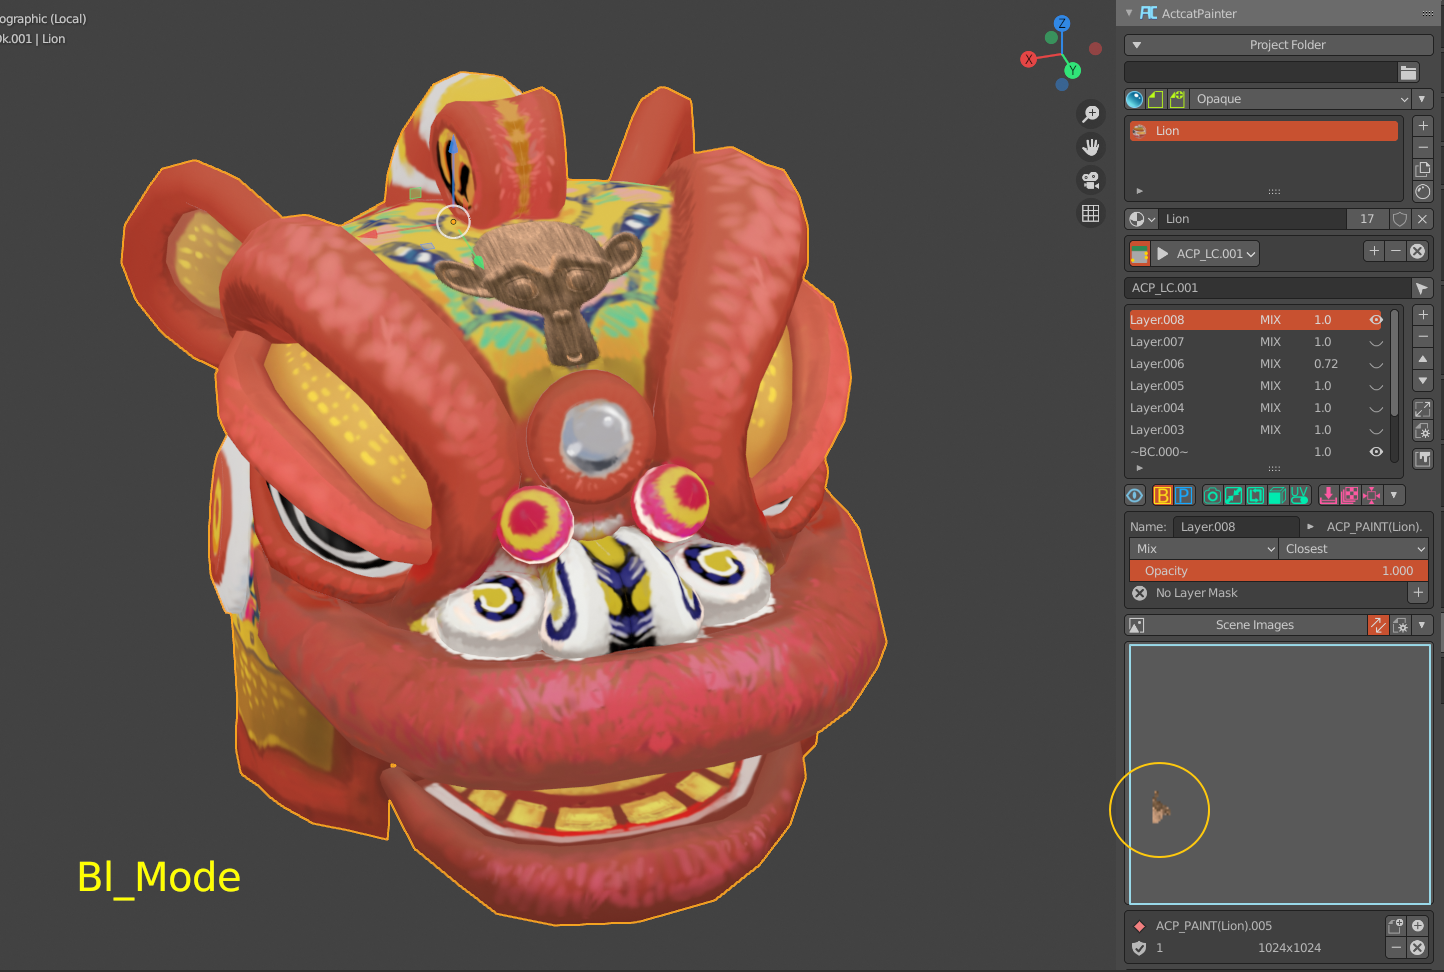 ographic (Local)
0k.001 | Lion
Z
X
Y
Bl_Mode
ActcatPainter
Project Folder
Opaque
Lion
Lion 17
ACP_LC.001
ACP_LC.001
Layer.008 MIX 1.0
Layer.007 MIX 1.0
Layer.006 MIX 0.72
Layer.005 MIX 1.0
Layer.004 MIX 1.0
Layer.003 MIX 1.0
~BC.000~ 1.0
B P UV
Name: Layer.008 ACP_PAINT(Lion).
Mix Closest
Opacity 1.000
No Layer Mask
Scene Images
ACP_PAINT(Lion).005
1 1024x1024